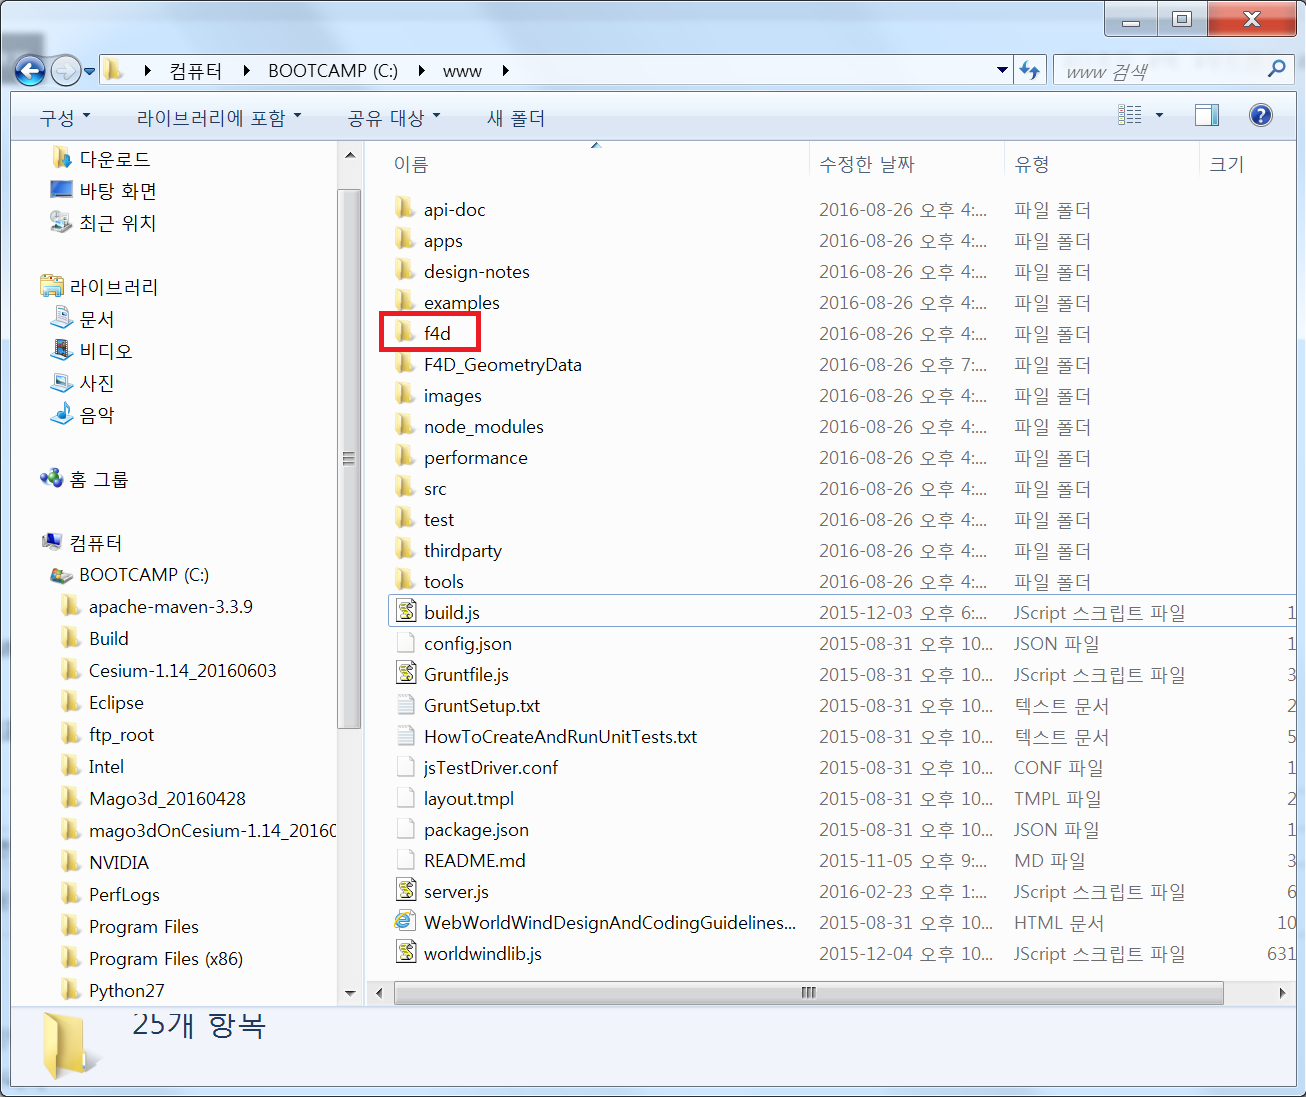 컴퓨터 BOOTCAMP (C:) www
www 검색
구성 라이브러리에 포함 공유 대상 새 폴더
다운로드
바탕 화면
최근 위치
라이브러리
문서
비디오
사진
음악
홈 그룹
컴퓨터
BOOTCAMP (C:)
apache-maven-3.3.9
Build
Cesium-1.14_20160603
Eclipse
ftp_root
Intel
Mago3d_20160428
mago3dOnCesium-1.14_2016
NVIDIA
PerfLogs
Program Files
Program Files (x86)
Python27
이름 수정한 날짜 유형 크기
api-doc 2016-08-26 오후 4:... 파일 폴더
apps 2016-08-26 오후 4:... 파일 폴더
design-notes 2016-08-26 오후 4:... 파일 폴더
examples 2016-08-26 오후 4:... 파일 폴더
f4d 2016-08-26 오후 4:... 파일 폴더
F4D_GeometryData 2016-08-26 오후 7:... 파일 폴더
images 2016-08-26 오후 4:... 파일 폴더
node_modules 2016-08-26 오후 4:... 파일 폴더
performance 2016-08-26 오후 4:... 파일 폴더
src 2016-08-26 오후 4:... 파일 폴더
test 2016-08-26 오후 4:... 파일 폴더
thirdparty 2016-08-26 오후 4:... 파일 폴더
tools 2016-08-26 오후 4:... 파일 폴더
build.js 2015-12-03 오후 6:... JScript 스크립트 파일 1
config.json 2015-08-31 오후 10... JSON 파일 1
Gruntfile.js 2015-08-31 오후 10... JScript 스크립트 파일 3
GruntSetup.txt 2015-08-31 오후 10... 텍스트 문서 2
HowToCreateAndRunUnitTests.txt 2015-08-31 오후 10... 텍스트 문서 5
jsTestDriver.conf 2015-08-31 오후 10... CONF 파일 1
layout.tmpl 2015-08-31 오후 10... TMPL 파일 2
package.json 2015-08-31 오후 10... JSON 파일 1
README.md 2015-11-05 오후 9:... MD 파일 3
server.js 2016-02-23 오후 1:... JScript 스크립트 파일 6
WebWorldWindDesignAndCodingGuidelines... 2015-08-31 오후 10... HTML 문서 10
worldwindlib.js 2015-12-04 오후 10... JScript 스크립트 파일 631
25개 항목